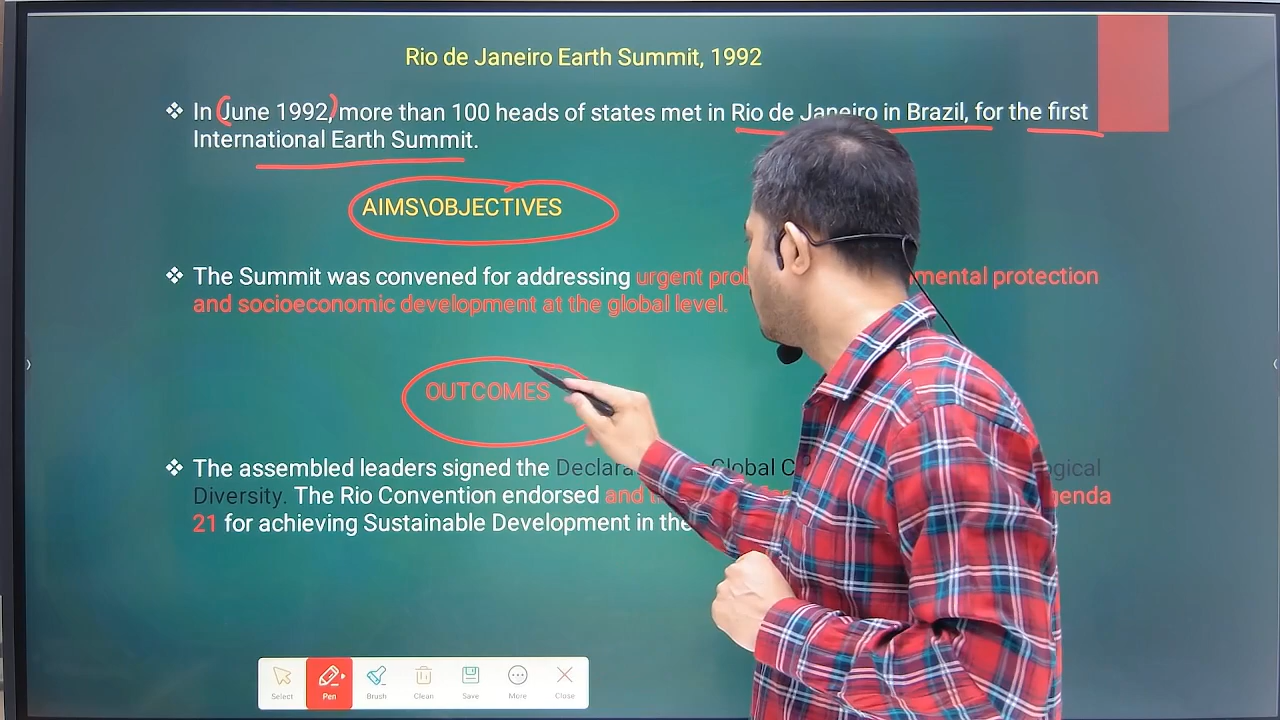 Rio de Janeiro Earth Summit, 1992
❖ In June 1992, more than 100 heads of states met in Rio de Janeiro in Brazil, for the first
International Earth Summit.
AIMS\OBJECTIVES
❖ The Summit was convened for addressing urgent mental protection
and socioeconomic development at the global level.
OUTCOMES
❖ The assembled leaders signed the Global
Diversity. The Rio Convention endorsed and
21 for achieving Sustainable Development in the
Select Pen Brush Clean Save More Close